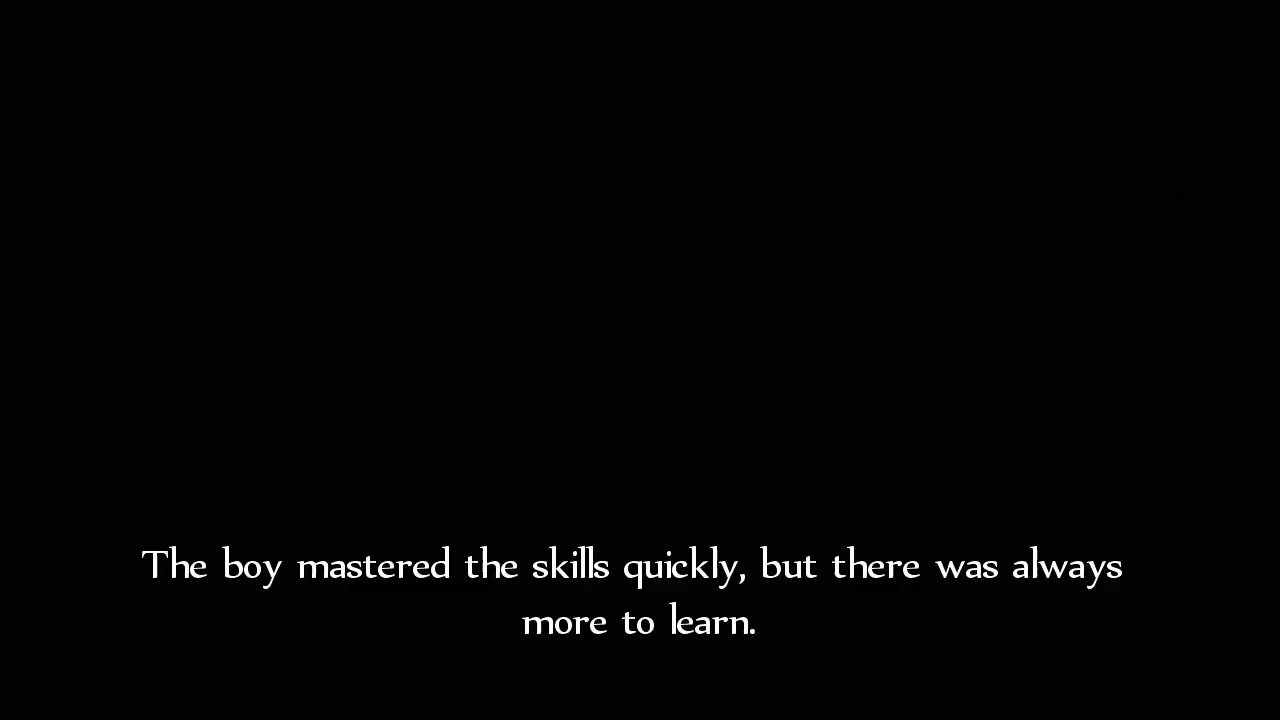 The boy mastered the skills quickly, but there was always
more to learn.